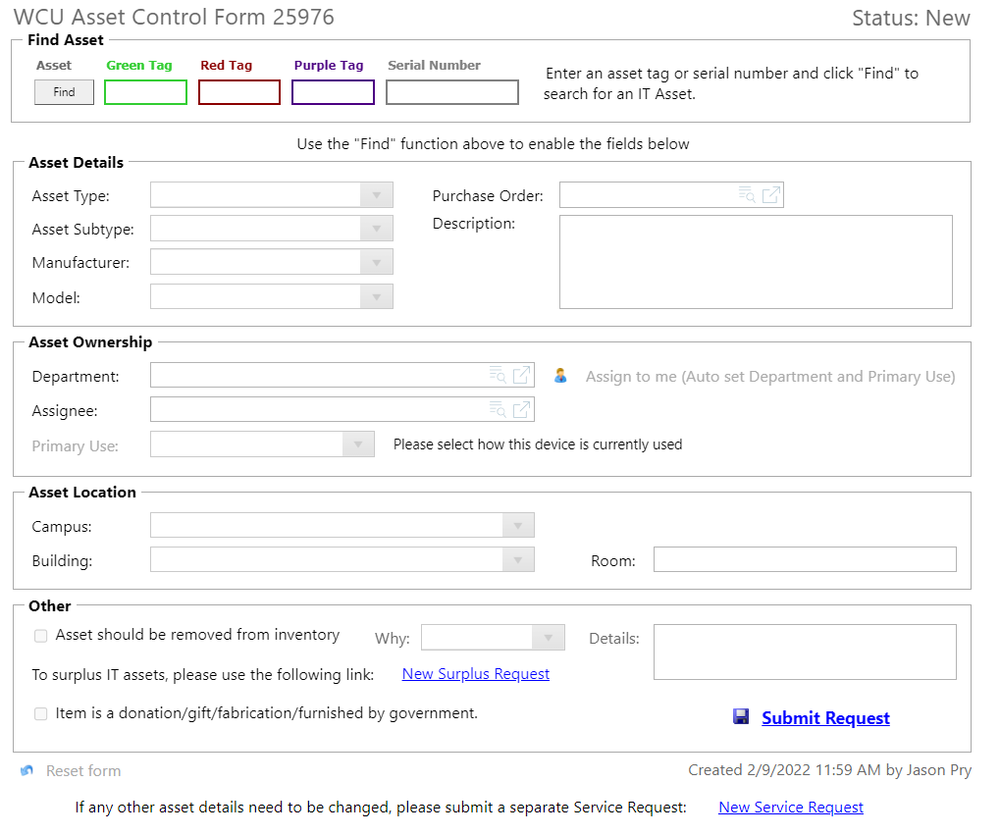 WCU Asset Control Form 25976
Status: New
Find Asset
Asset
Green Tag
Red Tag
Purple Tag
Serial Number
Find
Enter an asset tag or serial number and click "Find" to
search for an IT Asset.
Use the "Find" function above to enable the fields below
Asset Details
Asset Type:
Purchase Order:
Asset Subtype:
Description:
Manufacturer:
Model:
Asset Ownership
Department:
Assign to me (Auto set Department and Primary Use)
Assignee:
Primary Use:
Please select how this device is currently used
Asset Location
Campus:
Building:
Room:
Other
Asset should be removed from inventory
Why:
Details:
To surplus IT assets, please use the following link:
New Surplus Request
Item is a donation/gift/fabrication/furnished by government.
Submit Request
Reset form
Created 2/9/2022 11:59 AM by Jason Pry
If any other asset details need to be changed, please submit a separate Service Request:
New Service Request